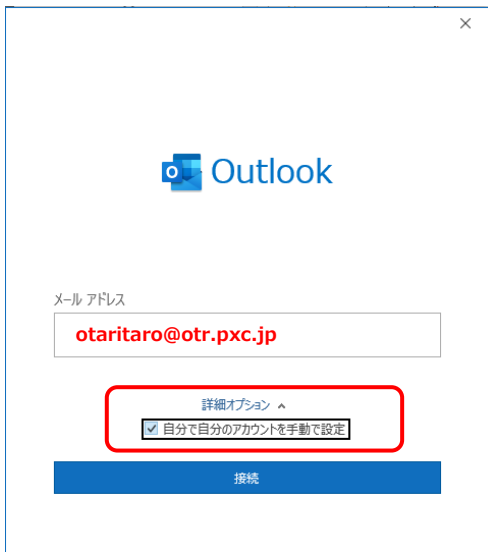 Outlook
メール アドレス
otaritaro@otr.pxc.jp
詳細オプション
自分で自分のアカウントを手動で設定
接続